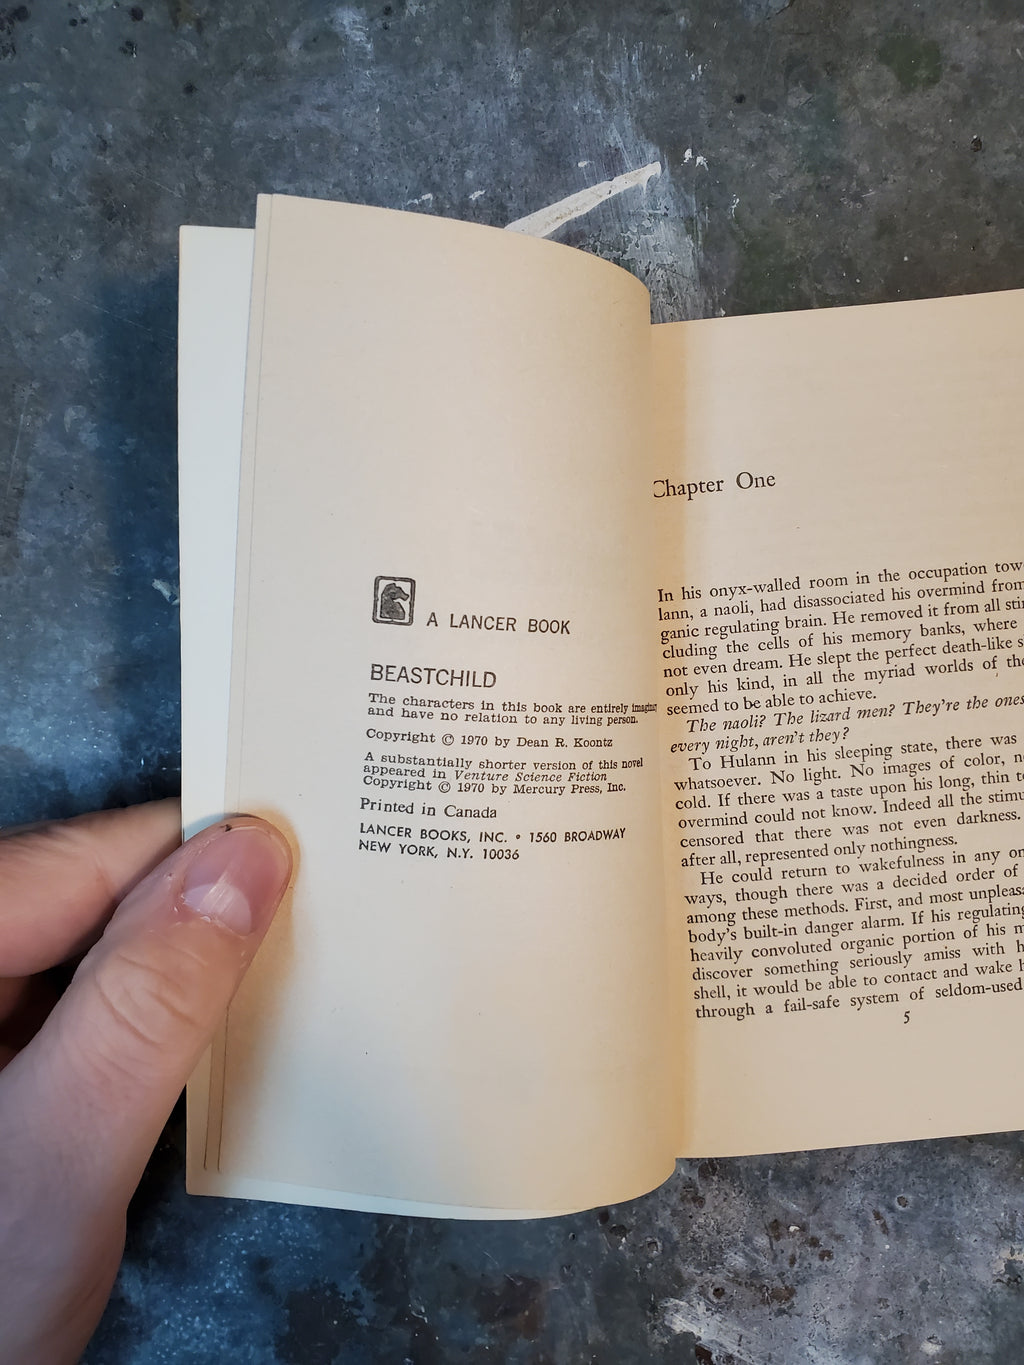 A LANCER BOOK
BEASTCHILD
The characters in this book are entirely
and have no relation to any living person.
Copyright © 1970 by Dean R. Koontz
A substantially shorter version of this novel
appeared in Venture Science Fiction
Copyright © 1970 by Mercury Press, Inc.
Printed in Canada
LANCER BOOKS, INC. • 1560 BROADWAY
NEW YORK, N.Y. 10036
Chapter One
In his onyx-walled room in the occupation
lann, a naoli, had disassociated his overmind from
ganic regulating brain. He removed it from all
cluding the cells of his memory banks, where
not even dream. He slept the perfect death-like
only his kind, in all the myriad worlds of
seemed to be able to achieve.
The naoli? The lizard men? They're the ones
every night, aren't they?
To Hulann in his sleeping state, there was
whatsoever. No light. No images of color,
cold. If there was a taste upon his long, thin
overmind could not know. Indeed all the
censored that there was not even darkness.
after all, represented only nothingness.
He could return to wakefulness in any
ways, though there was a decided order of
among these methods. First, and most
body's built-in danger alarm. If his regulating
heavily convoluted organic portion of his
discover something seriously amiss with
shell, it would be able to contact and wake
through a fail-safe system of seldom-used
5